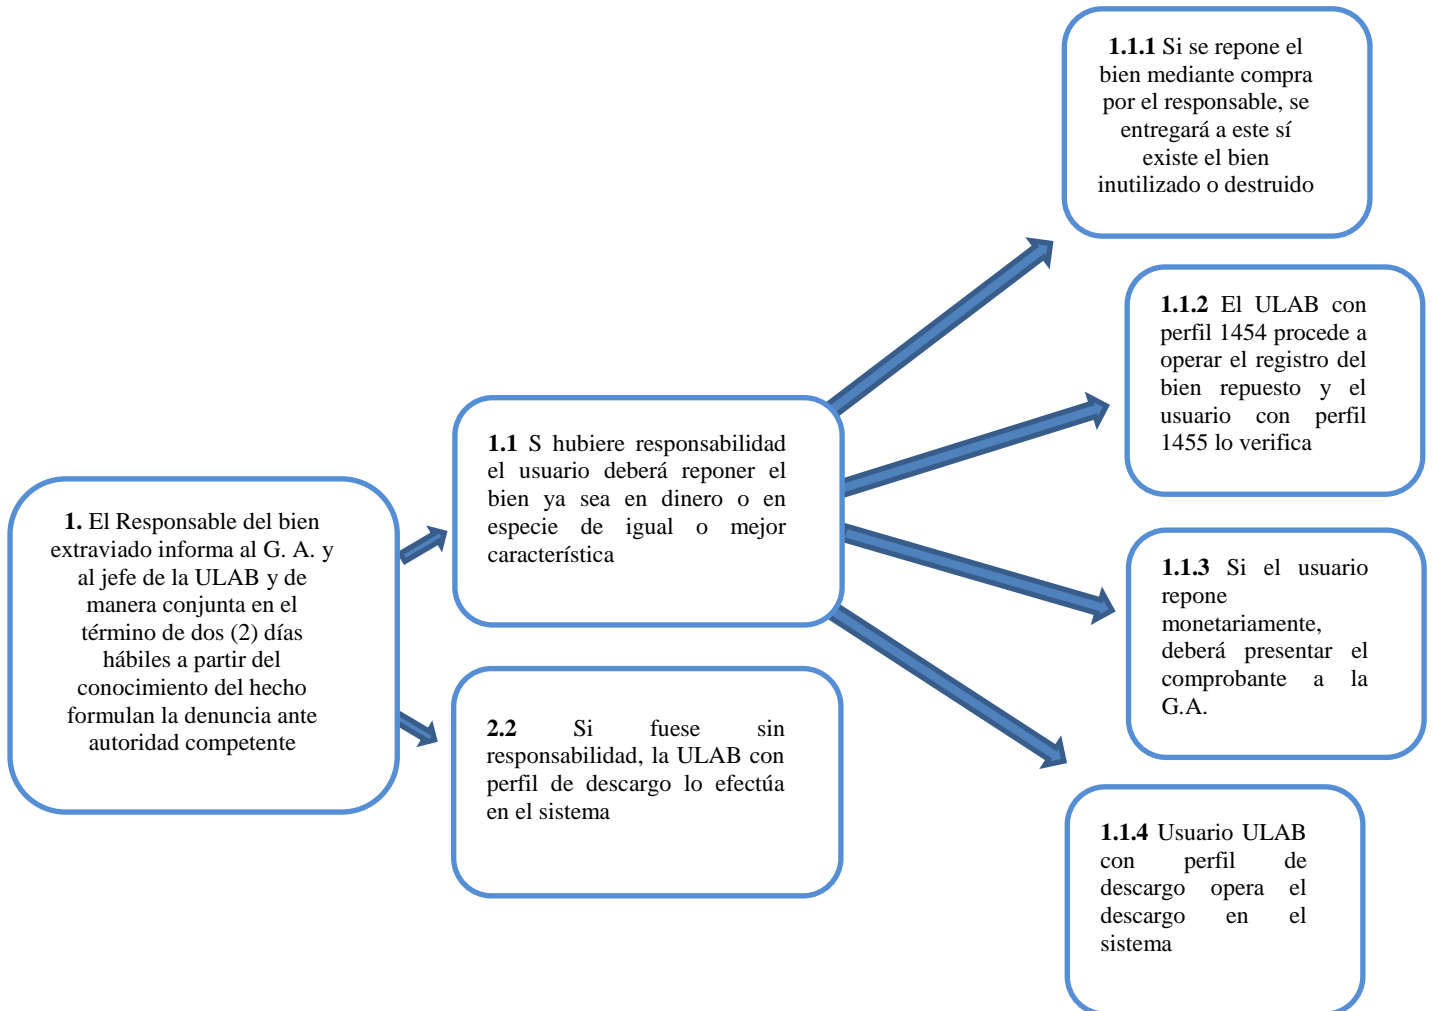 1. El Responsable del bien
extraviado informa al G. A. y
al jefe de la ULAB y de
manera conjunta en el
término de dos (2) días
hábiles a partir del
conocimiento del hecho
formulan la denuncia ante
autoridad competente
1.1 S hubiere responsabilidad
el usuario deberá reponer el
bien ya sea en dinero o en
especie de igual o mejor
característica
2.2 Si fuese sin
responsabilidad, la ULAB con
perfil de descargo lo efectúa
en el sistema
1.1.1 Si se repone el
bien mediante compra
por el responsable, se
entregará a este sí
existe el bien
inutilizado o destruido
1.1.2 El ULAB con
perfil 1454 procede a
operar el registro del
bien repuesto y el
usuario con perfil
1455 lo verifica
1.1.3 Si el usuario
repone
monetariamente,
deberá presentar el
comprobante a la
G.A.
1.1.4 Usuario ULAB
con perfil de
descargo opera el
descargo en el
sistema